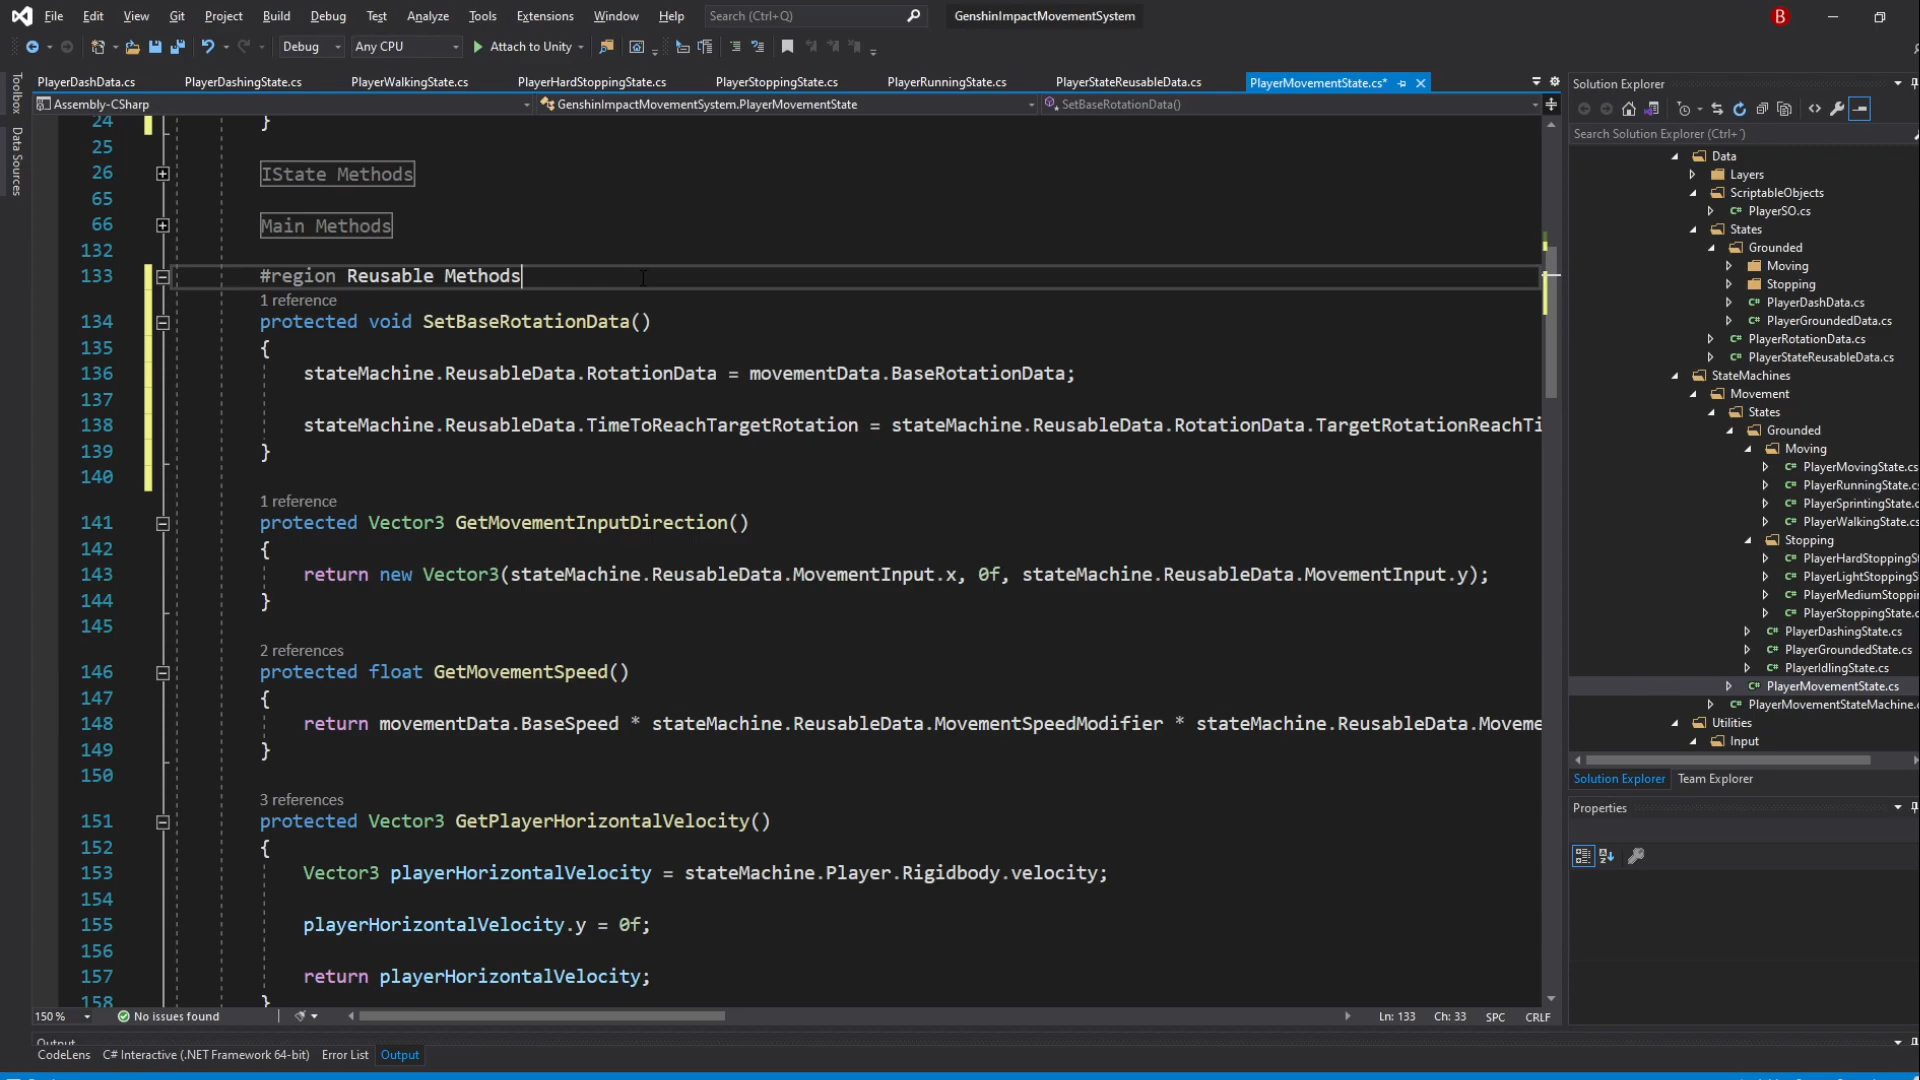 File Edit View Git Project Build Debug Test Analyze Tools Extensions Window Help Search (Ctrl+Q) GenshinImpactMovementSystem B
Debug Any CPU Attach to Unity
PlayerDashData.cs PlayerDashingState.cs PlayerWalkingState.cs PlayerHardStoppingState.cs PlayerStoppingState.cs PlayerRunningState.cs PlayerStateReusableData.cs PlayerMovementState.cs*
Assembly-CSharp GenshinImpactMovementSystem.PlayerMovementState SetBaseRotationData()
Toolbox
Data Sources
24 }
25
26 IState Methods
65
66 Main Methods
132
133 #region Reusable Methods
1 reference
134 protected void SetBaseRotationData()
135 {
136 stateMachine.ReusableData.RotationData = movementData.BaseRotationData;
137
138 stateMachine.ReusableData.TimeToReachTargetRotation = stateMachine.ReusableData.RotationData.TargetRotationReachTi
139 }
140
1 reference
141 protected Vector3 GetMovementInputDirection()
142 {
143 return new Vector3(stateMachine.ReusableData.MovementInput.x, 0f, stateMachine.ReusableData.MovementInput.y);
144 }
145
2 references
146 protected float GetMovementSpeed()
147 {
148 return movementData.BaseSpeed * stateMachine.ReusableData.MovementSpeedModifier * stateMachine.ReusableData.Moveme
149 }
150
3 references
151 protected Vector3 GetPlayerHorizontalVelocity()
152 {
153 Vector3 playerHorizontalVelocity = stateMachine.Player.Rigidbody.velocity;
154
155 playerHorizontalVelocity.y = 0f;
156
157 return playerHorizontalVelocity;
158 }
150 % No issues found Ln: 133 Ch: 33 SPC CRLF
Output
CodeLens C# Interactive (.NET Framework 64-bit) Error List Output
Solution Explorer
Search Solution Explorer (Ctrl+¨)
Data
Layers
ScriptableObjects
C# PlayerSO.cs
States
Grounded
Moving
Stopping
C# PlayerDashData.cs
C# PlayerGroundedData.cs
C# PlayerRotationData.cs
C# PlayerStateReusableData.cs
StateMachines
Movement
States
Grounded
Moving
C# PlayerMovingState.cs
C# PlayerRunningState.cs
C# PlayerSprintingState.cs
C# PlayerWalkingState.cs
Stopping
C# PlayerHardStoppingS
C# PlayerLightStoppingS
C# PlayerMediumStoppi
C# PlayerStoppingState.c
C# PlayerDashingState.cs
C# PlayerGroundedState.cs
C# PlayerIdlingState.cs
C# PlayerMovementState.cs
C# PlayerMovementStateMachine.c
Utilities
Input
Solution Explorer Team Explorer
Properties